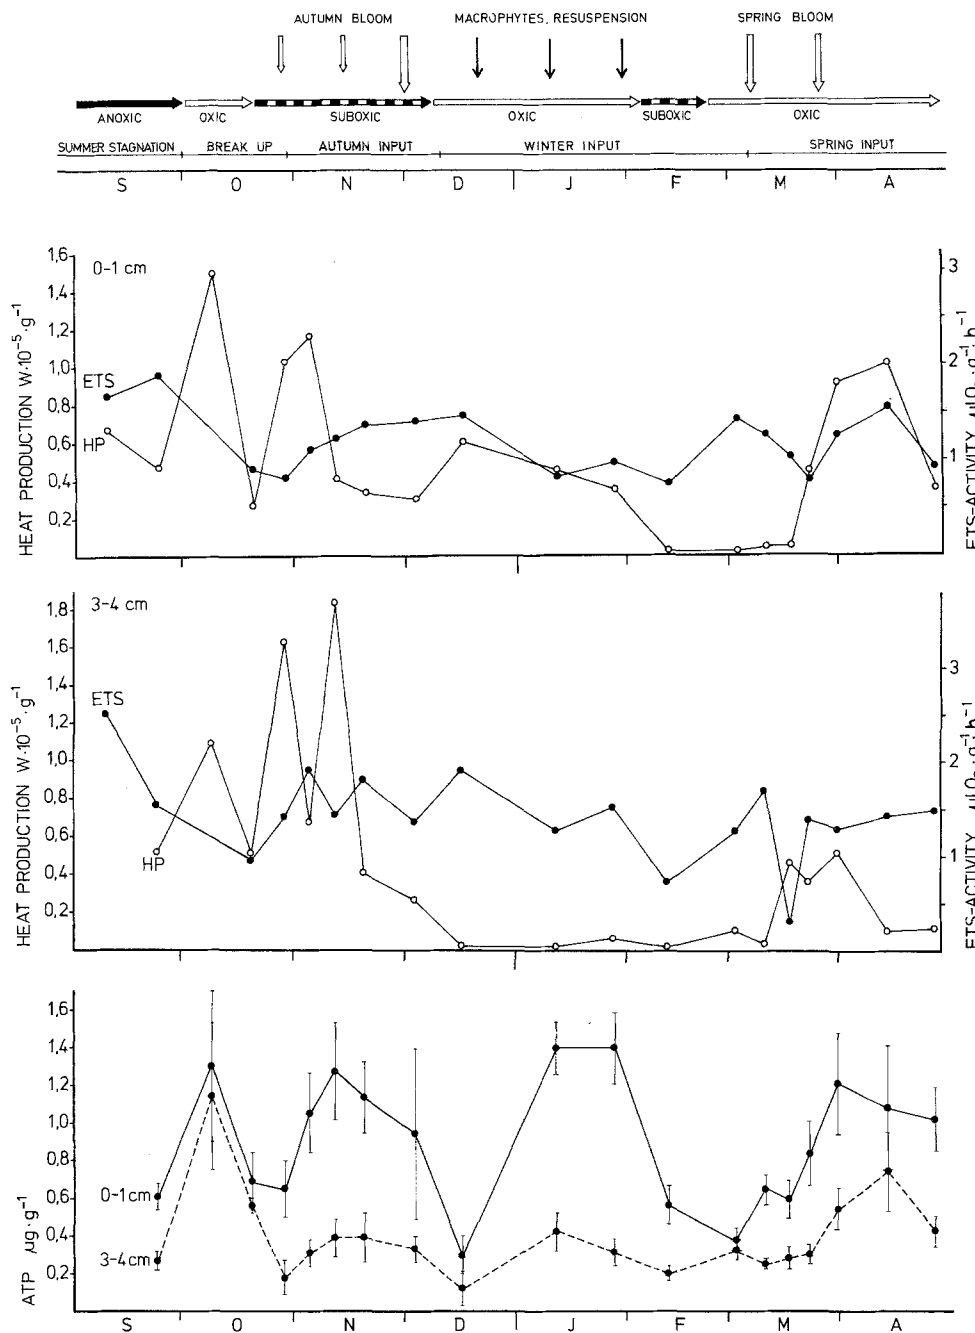 AUTUMN BLOOM MACROPHYTES, RESUSPENSION SPRING BLOOM
ANOXIC OXIC SUBOXIC OXIC SUBOXIC OXIC
SUMMER STAGNATION BREAK UP AUTUMN INPUT WINTER INPUT SPRING INPUT
S O N D J F M A
HEAT PRODUCTION W·10⁻⁵·g⁻¹
1,6
1,4
1,2
1,0
0,8
0,6
0,4
0,2
0-1 cm
ETS
HP
3
2
1
ETS-ACTIVITY µl O₂·g⁻¹·h⁻¹
HEAT PRODUCTION W·10⁻⁵·g⁻¹
1,8
1,6
1,4
1,2
1,0
0,8
0,6
0,4
0,2
3-4 cm
ETS
HP
3
2
1
ETS-ACTIVITY µl O₂·g⁻¹·h⁻¹
ATP µg·g⁻¹
1,6
1,4
1,2
1,0
0,8
0,6
0,4
0,2
0-1cm
3-4cm
S O N D J F M A